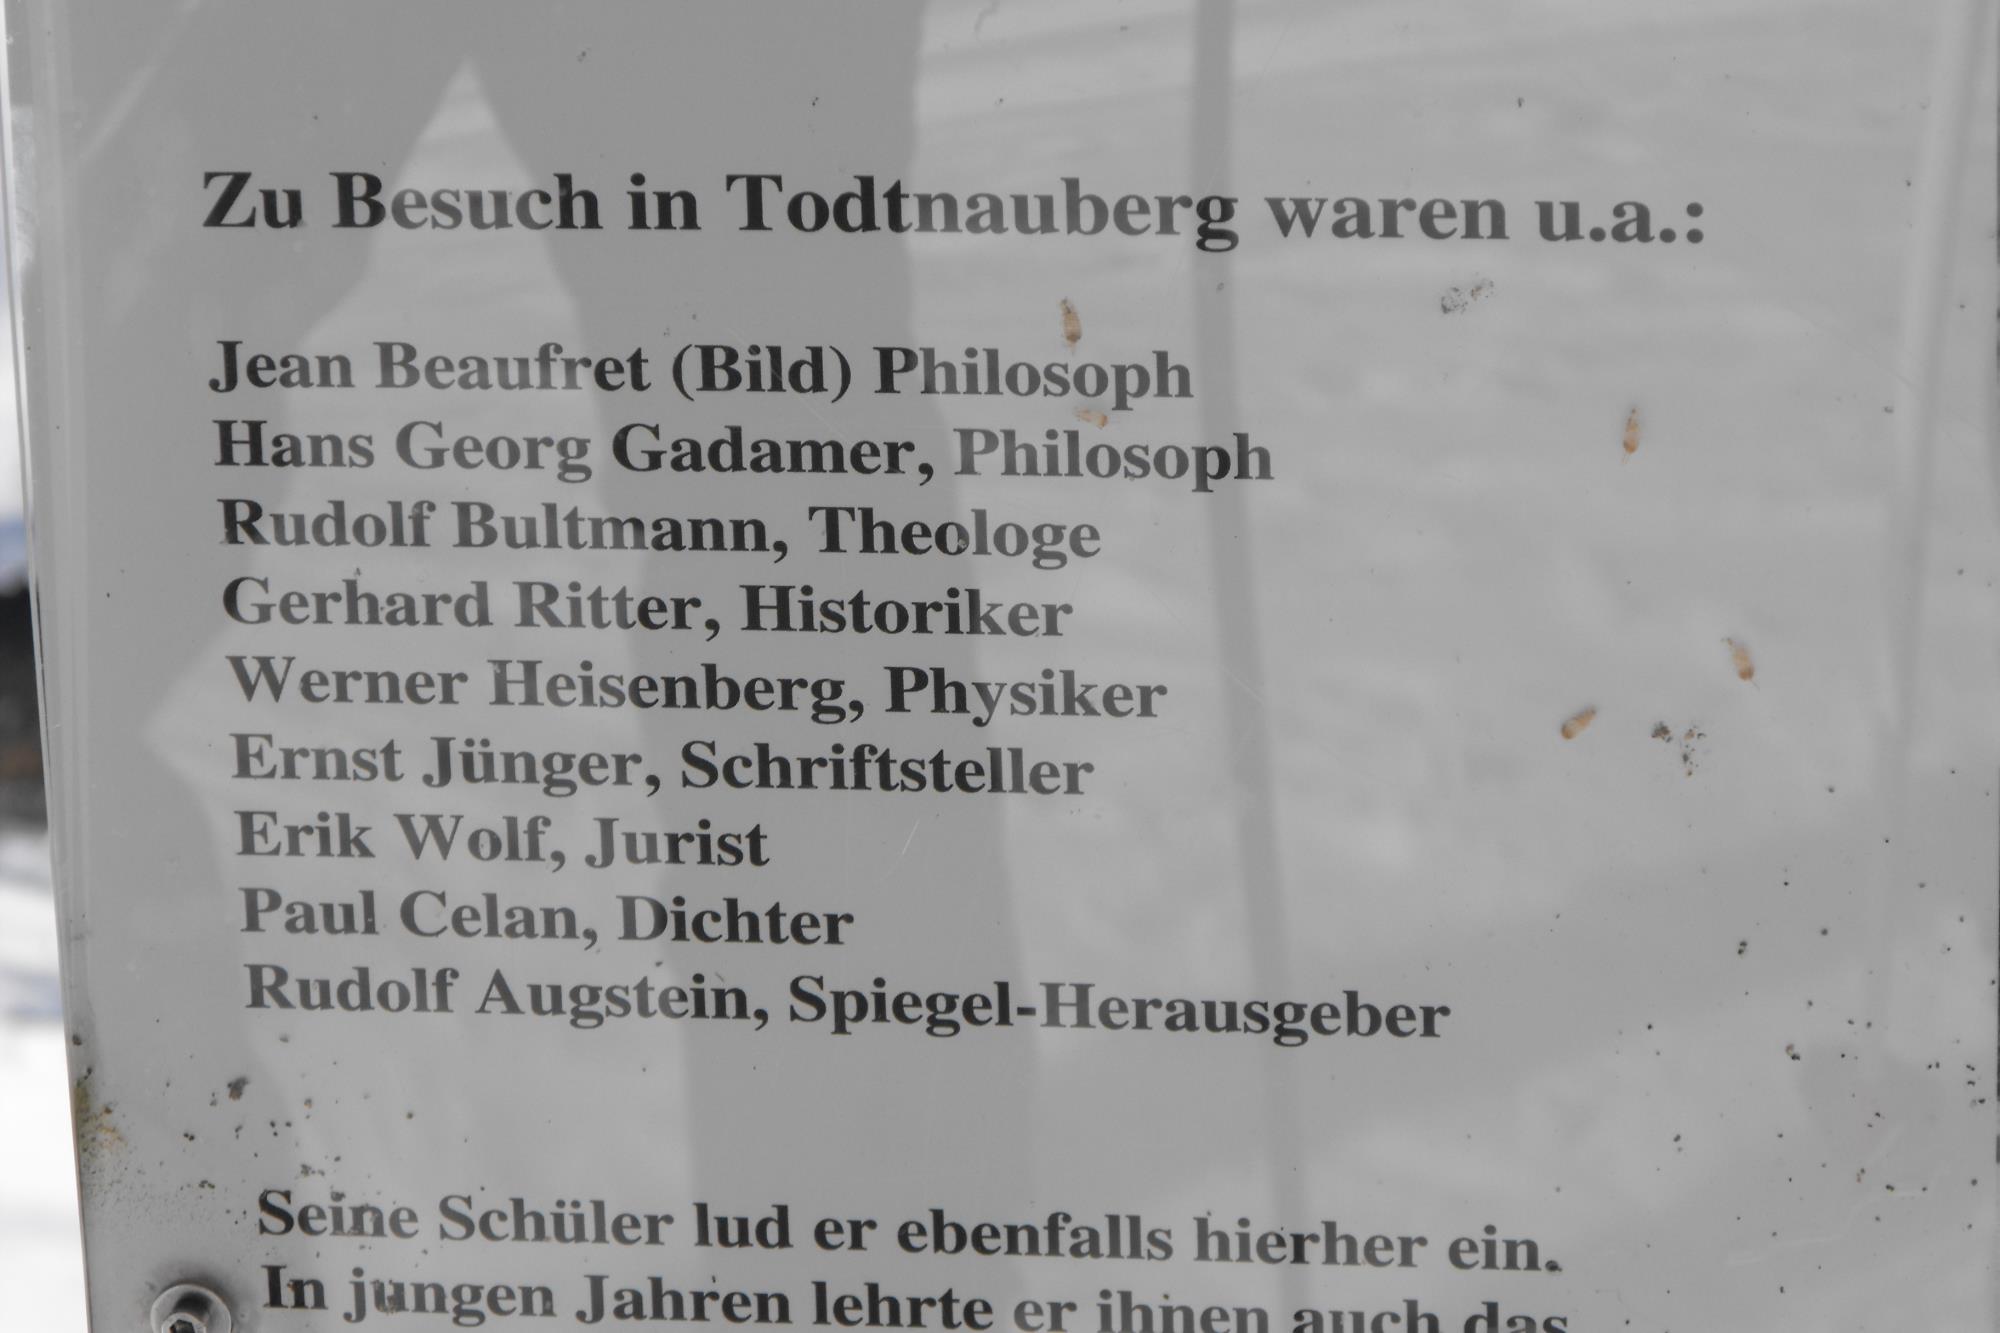 Zu Besuch in Todtnauberg waren u.a.:
Jean Beaufret (Bild) Philosoph
Hans Georg Gadamer, Philosoph
Rudolf Bultmann, Theologe
Gerhard Ritter, Historiker
Werner Heisenberg, Physiker
Ernst Jünger, Schriftsteller
Erik Wolf, Jurist
Paul Celan, Dichter
Rudolf Augstein, Spiegel-Herausgeber
Seine Schüler lud er ebenfalls hierher ein.
In jungen Jahren lehrte er ihnen auch das